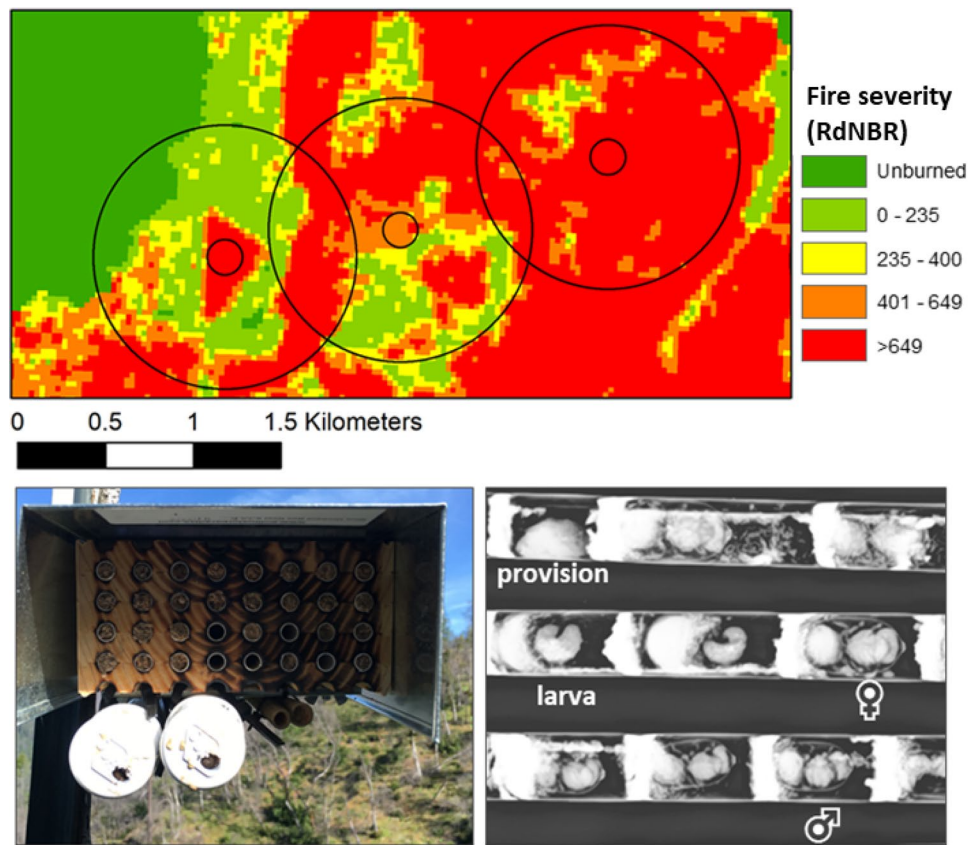 Fire severity
(RdNBR)
Unburned
0 - 235
235 - 400
401 - 649
>649
0 0.5 1 1.5 Kilometers
provision
larva
♀
♂